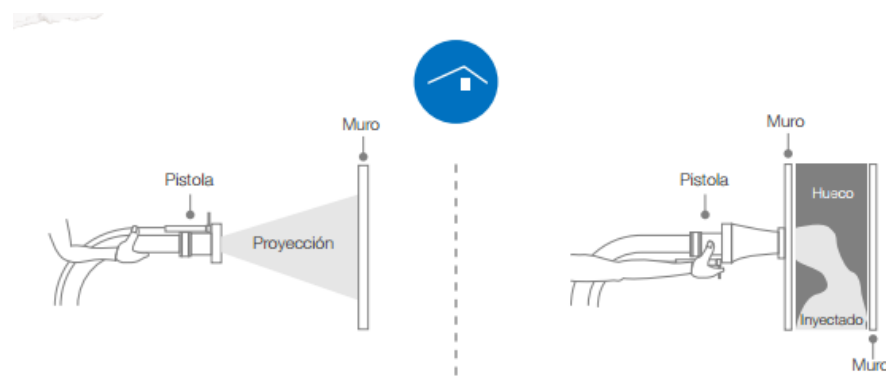 Muro
Pistola
Proyección
Muro
Pistola
Hueco
Inyectado
Muro